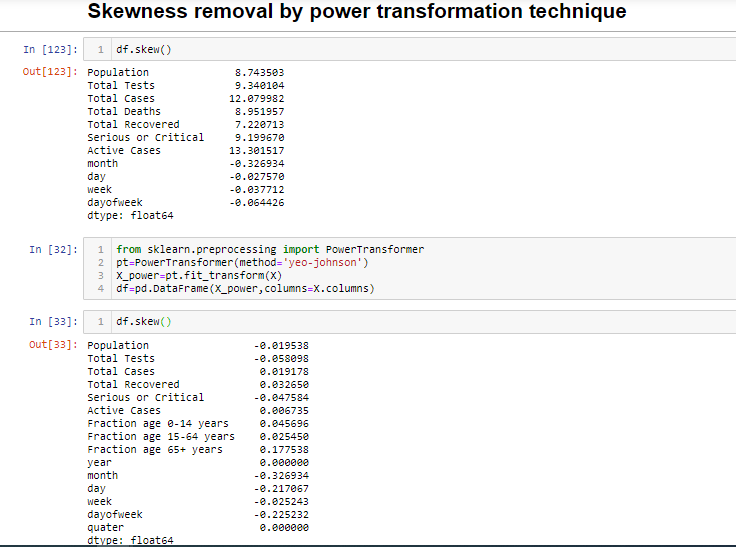 Skewness removal by power transformation technique
In [123]: 1 df.skew()
Out[123]: Population 8.743503
Total Tests 9.340104
Total Cases 12.079982
Total Deaths 8.951957
Total Recovered 7.220713
Serious or Critical 9.199670
Active Cases 13.301517
month -0.326934
day -0.027570
week -0.037712
dayofweek -0.064426
dtype: float64
In [32]: 1 from sklearn.preprocessing import PowerTransformer
2 pt=PowerTransformer(method='yeo-johnson')
3 X_power=pt.fit_transform(X)
4 df=pd.DataFrame(X_power,columns=X.columns)
In [33]: 1 df.skew()
Out[33]: Population -0.019538
Total Tests -0.058098
Total Cases 0.019178
Total Recovered 0.032650
Serious or Critical -0.047584
Active Cases 0.006735
Fraction age 0-14 years 0.045696
Fraction age 15-64 years 0.025450
Fraction age 65+ years 0.177538
year 0.000000
month -0.326934
day -0.217067
week -0.025243
dayofweek -0.225232
quater 0.000000
dtype: float64